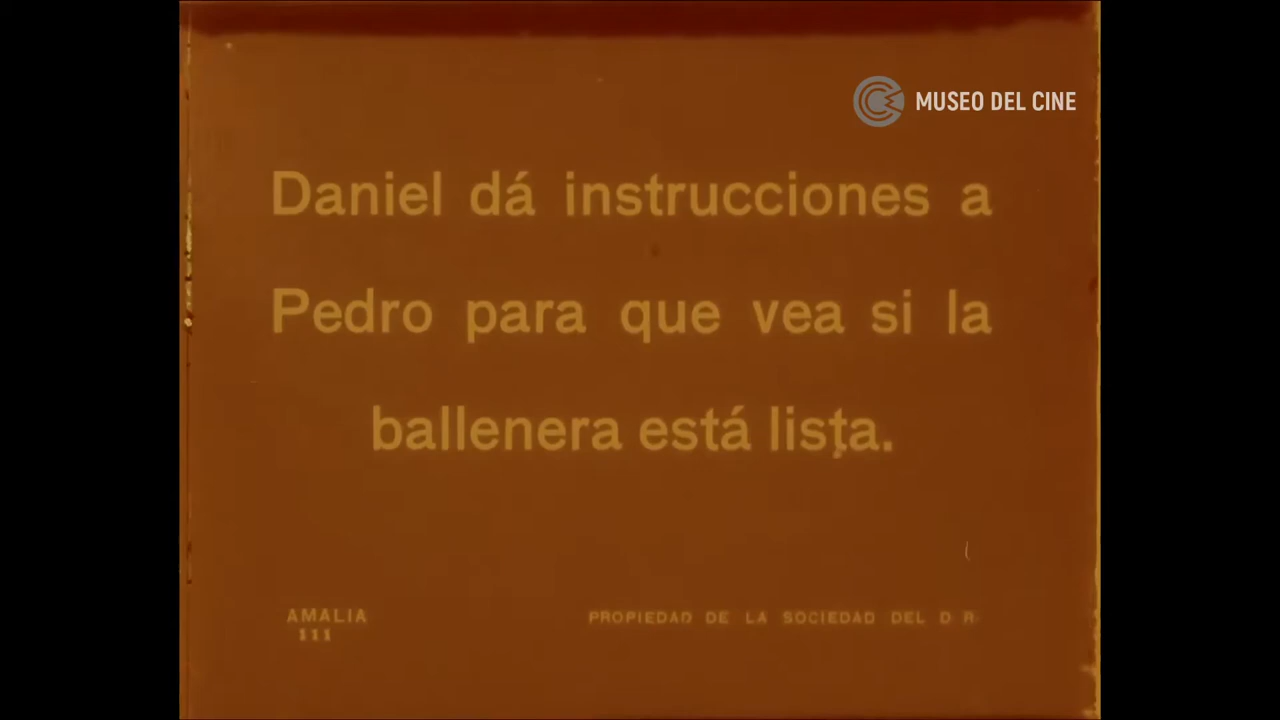 MUSEO DEL CINE
Daniel dá instrucciones a
Pedro para que vea si la
ballenera está lista.
AMALIA
111
PROPIEDAD DE LA SOCIEDAD DEL D R